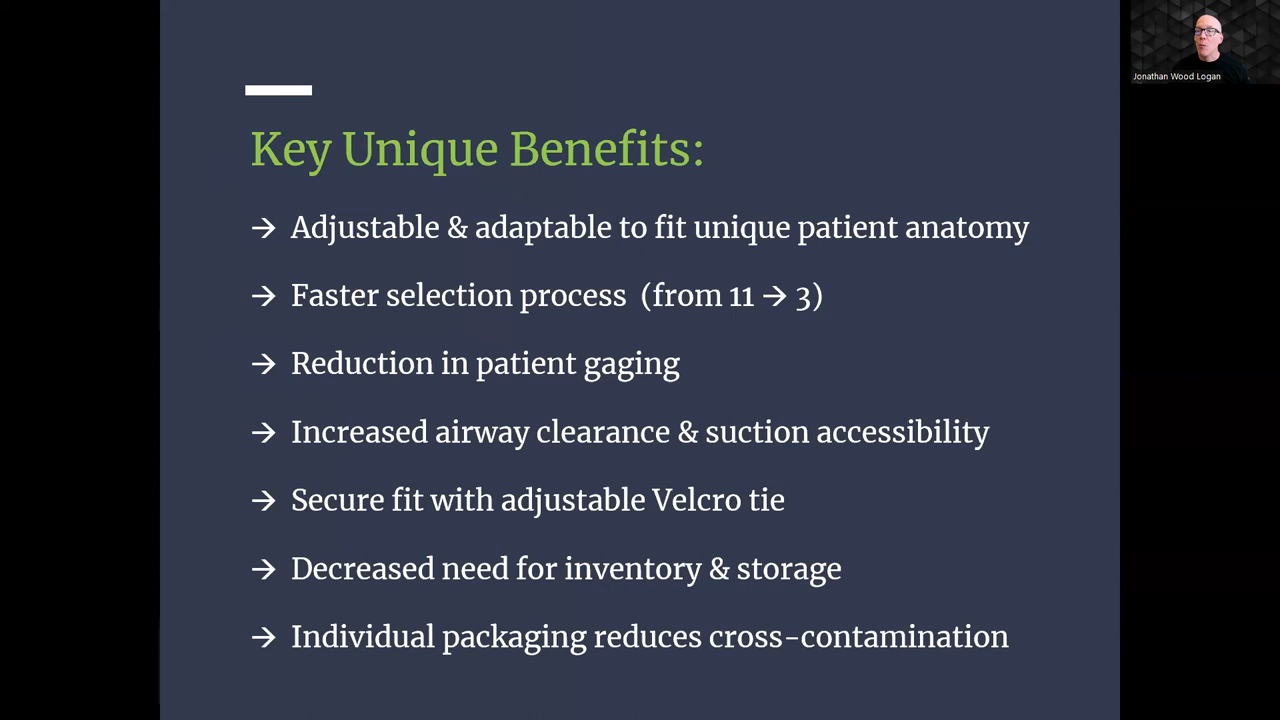 Key Unique Benefits:
→ Adjustable & adaptable to fit unique patient anatomy
→ Faster selection process (from 11 → 3)
→ Reduction in patient gaging
→ Increased airway clearance & suction accessibility
→ Secure fit with adjustable Velcro tie
→ Decreased need for inventory & storage
→ Individual packaging reduces cross-contamination
Jonathan Wood Logan